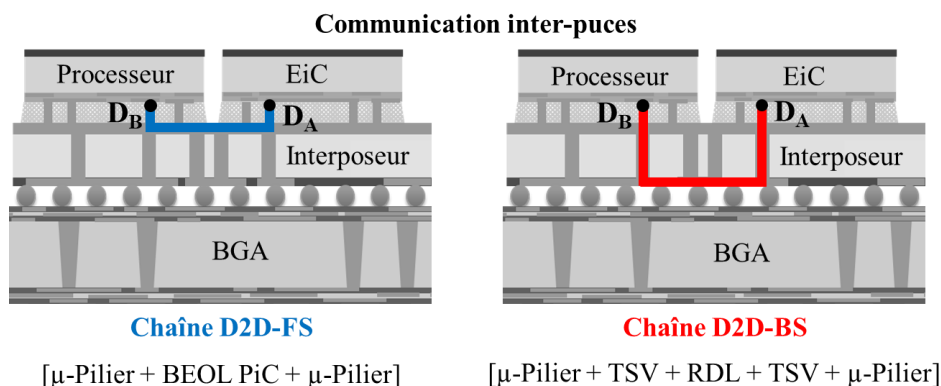 Communication inter-puces
Processeur
EiC
D_B
D_A
Interposeur
BGA
Chaîne D2D-FS
[µ-Pilier + BEOL PiC + µ-Pilier]
Processeur
EiC
D_B
D_A
Interposeur
BGA
Chaîne D2D-BS
[µ-Pilier + TSV + RDL + TSV + µ-Pilier]